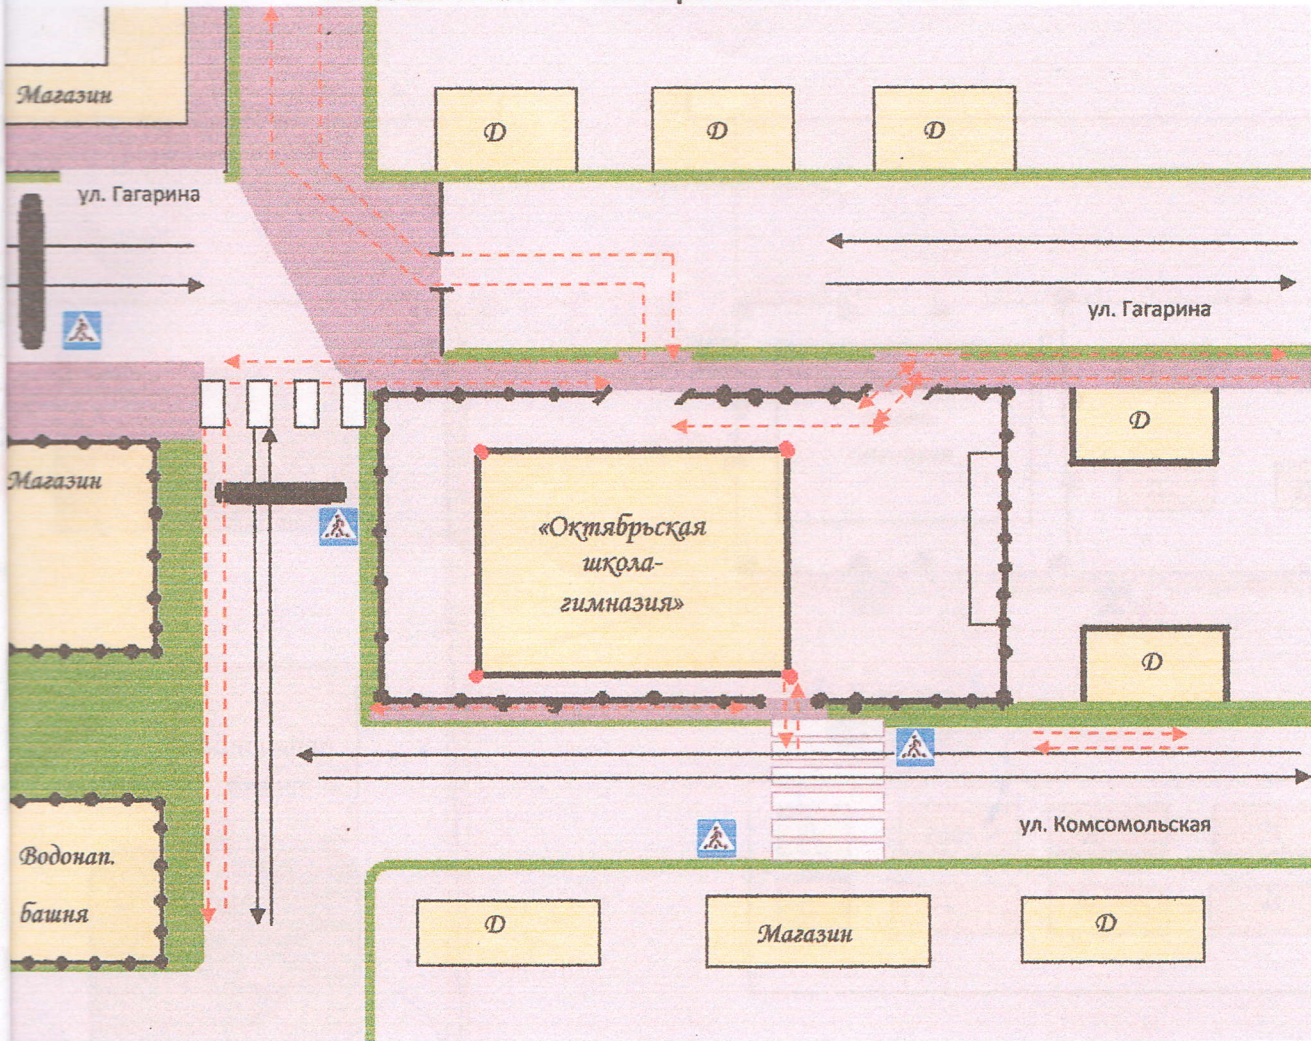 Магазин
Д
Д
Д
ул. Гагарина
ул. Гагарина
Д
Магазин
«Октябрьская
школа-
гимназия»
Д
ул. Комсомольская
Водонап.
башня
Д
Магазин
Д